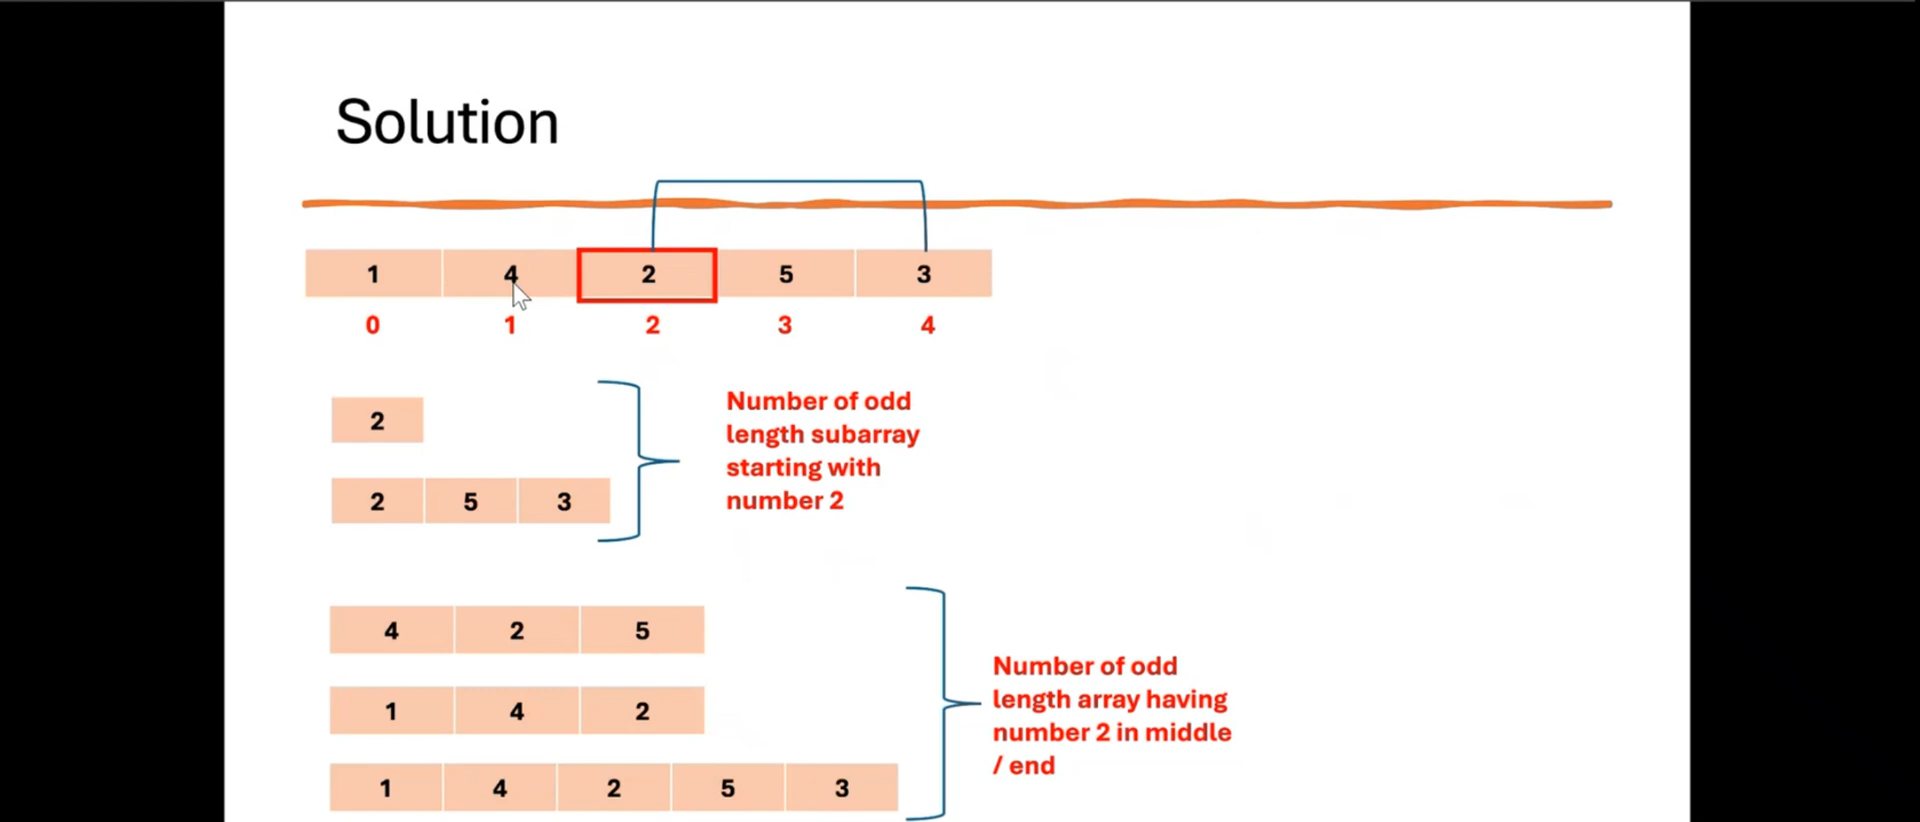 Solution
1 4 2 5 3
0 1 2 3 4
2
2 5 3
Number of odd
length subarray
starting with
number 2
4 2 5
1 4 2
1 4 2 5 3
Number of odd
length array having
number 2 in middle
/ end